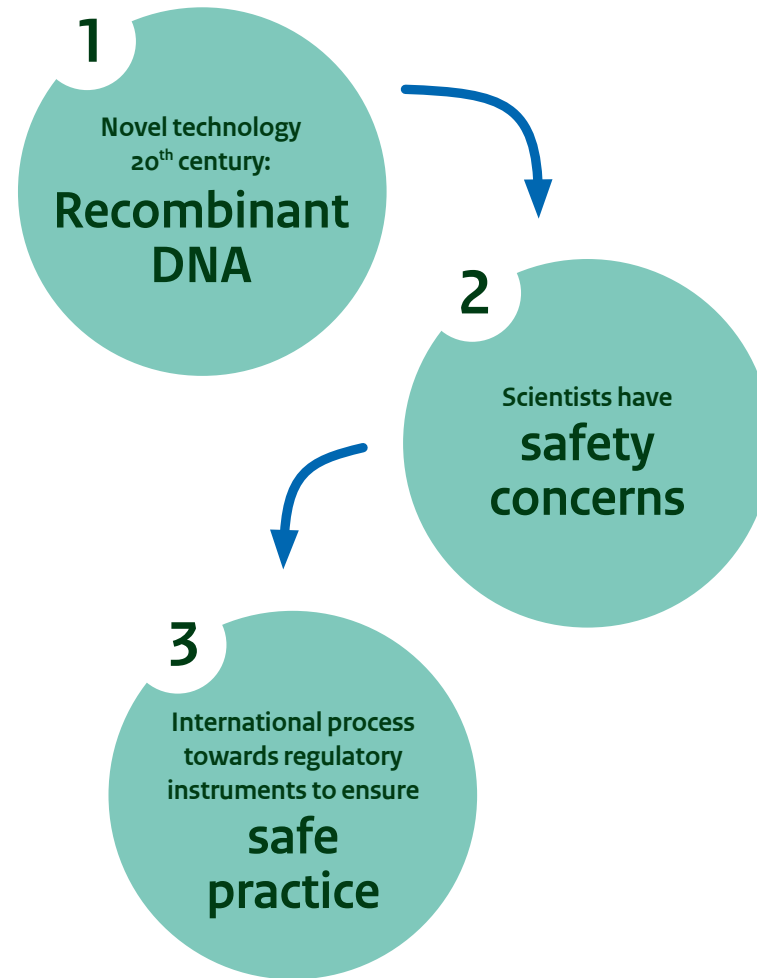 1
Novel technology
20th century:
Recombinant
DNA
2
Scientists have
safety
concerns
3
International process
towards regulatory
instruments to ensure
safe
practice